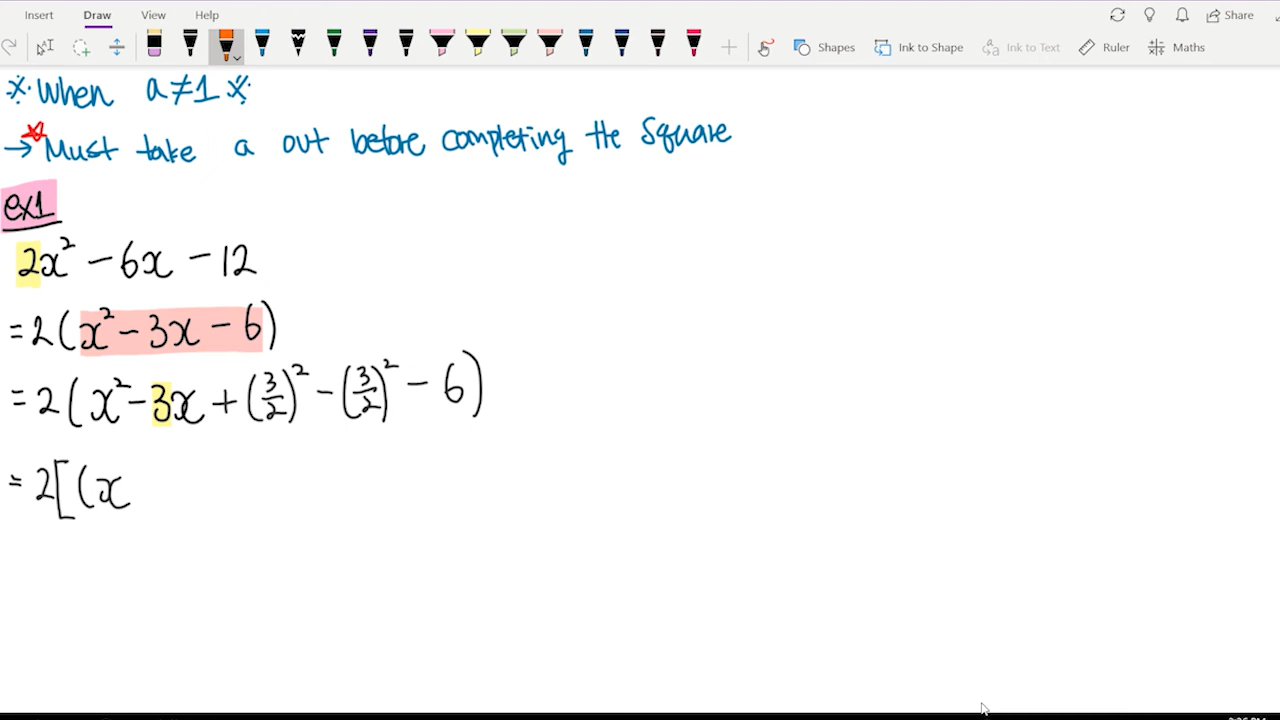 Insert Draw View Help Share
Shapes Ink to Shape Ink to Text Ruler Maths
※ When a≠1 ※
→ Must take a out before completing the square
ex1
2x² - 6x - 12
= 2(x² - 3x - 6)
= 2(x² - 3x + (3/2)² - (3/2)² - 6)
= 2[(x